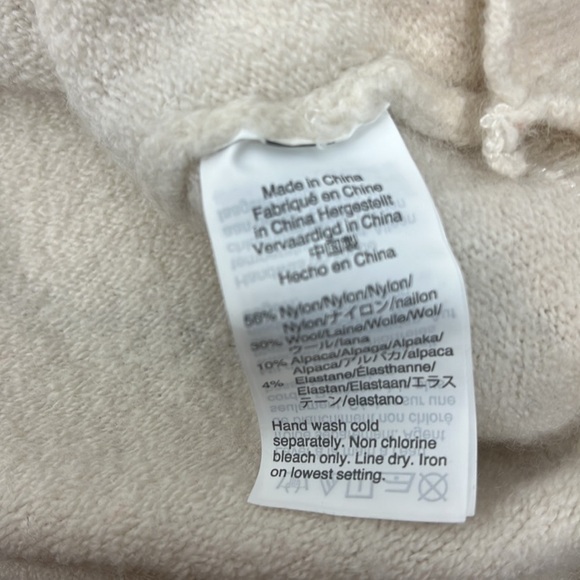 Made in China
Fabriqué en Chine
in China Hergestellt
Vervaardigd in China
中国製
Hecho en China
56% Nylon/Nylon/Nylon/
Nylon/ナイロン/nailon
30% Wool/Laine/Wolle/Wol/
ウール/lana
10% Alpaca/Alpaga/Alpaka/
Alpaca/アルパカ/alpaca
4% Elastane/Élasthanne/
Elastan/Elastaan/エラス
テーン/elastano
Hand wash cold
separately. Non chlorine
bleach only. Line dry. Iron
on lowest setting.